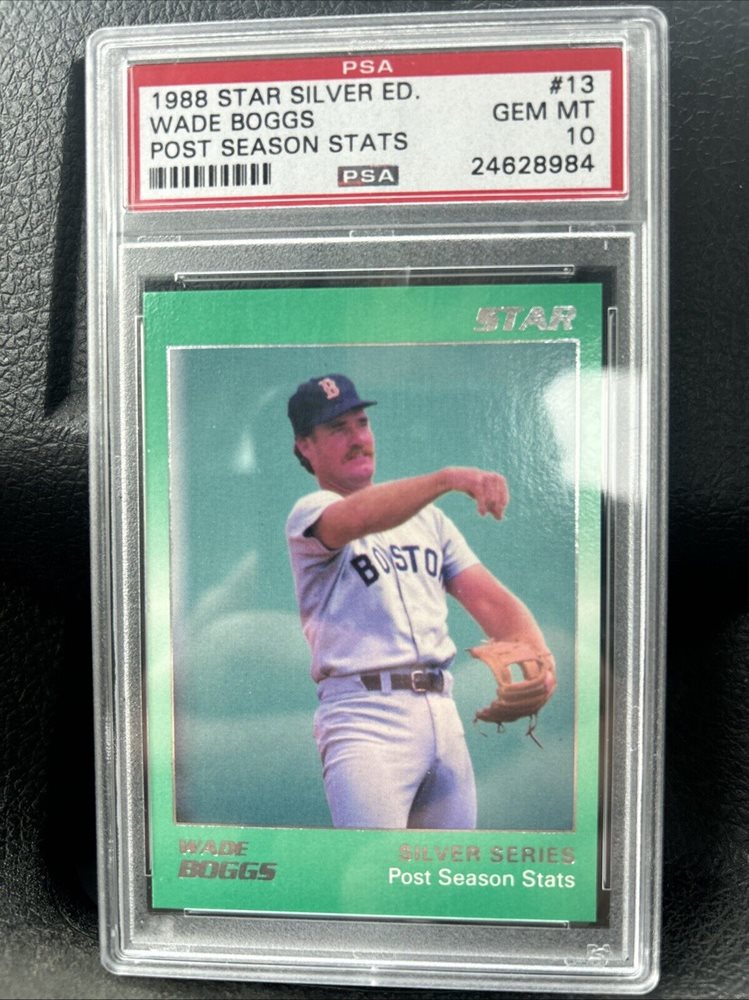 PSA
1988 STAR SILVER ED. #13
WADE BOGGS GEM MT
POST SEASON STATS 10
PSA 24628984
STAR
B
BOSTON
WADE
BOGGS
SILVER SERIES
Post Season Stats